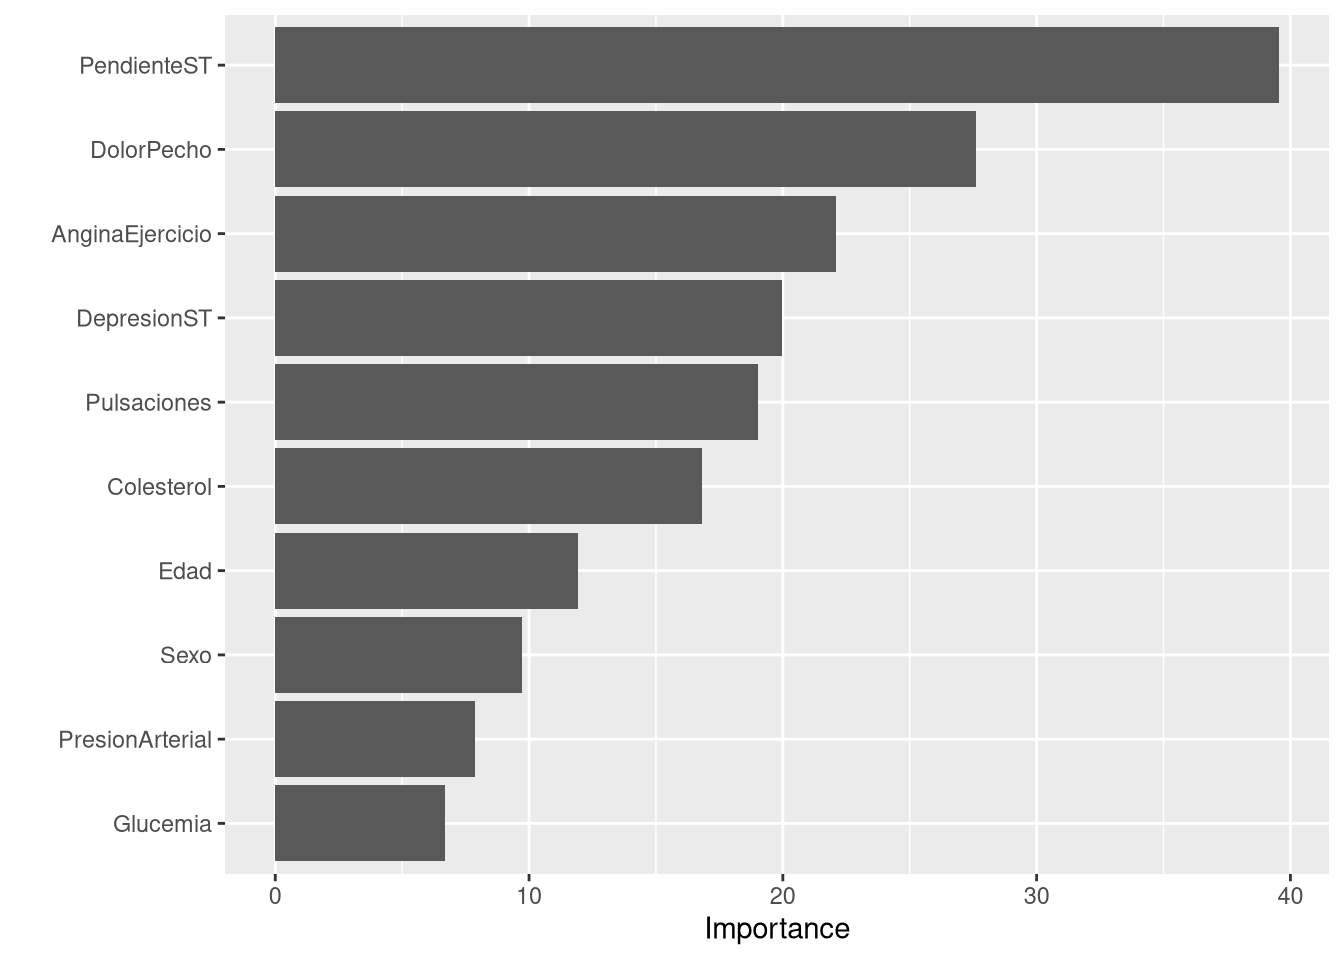 PendienteST
DolorPecho
AnginaEjercicio
DepresionST
Pulsaciones
Colesterol
Edad
Sexo
PresionArterial
Glucemia
0 10 20 30 40
Importance